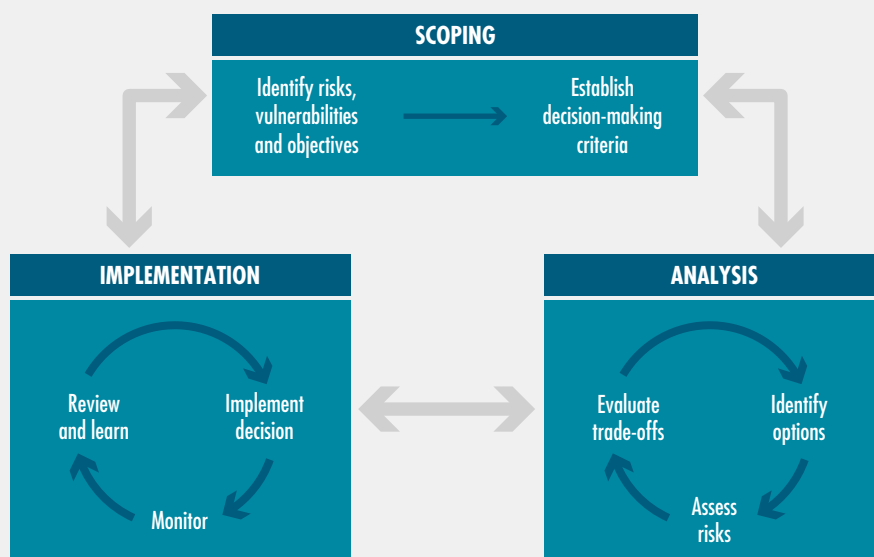 SCOPING
Identify risks,
vulnerabilities
and objectives
Establish
decision-making
criteria
IMPLEMENTATION
Review
and learn
Implement
decision
Monitor
ANALYSIS
Evaluate
trade-offs
Identify
options
Assess
risks